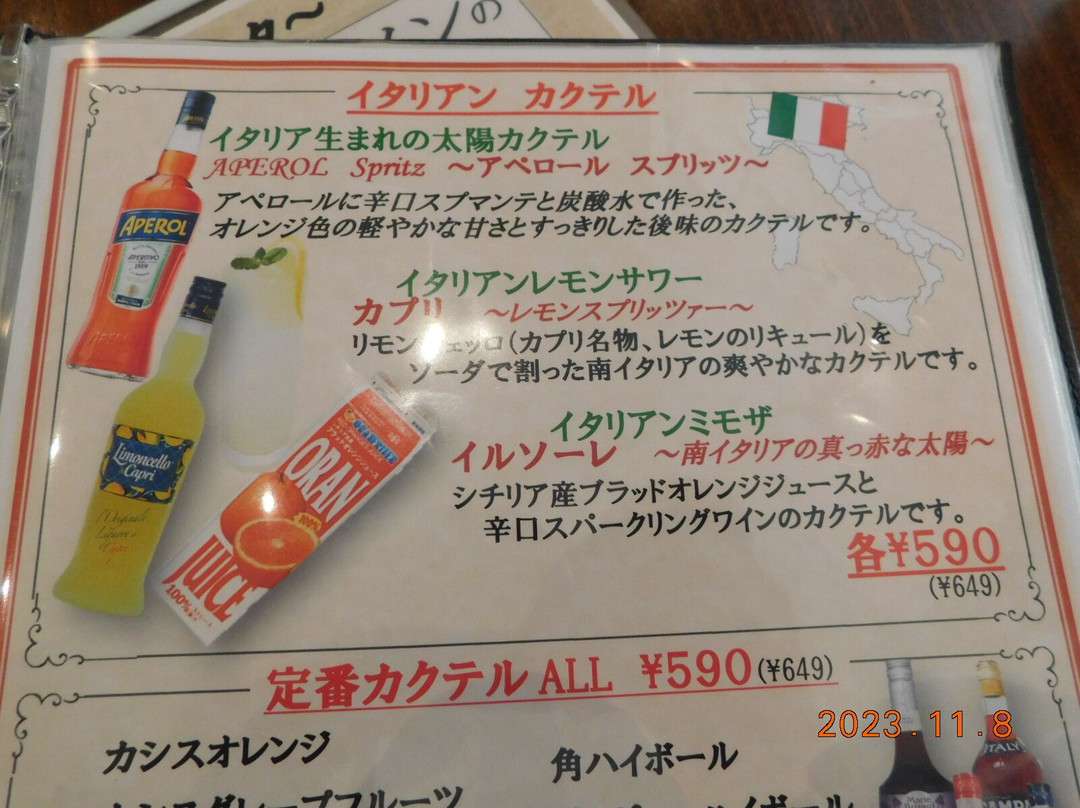 イタリアン カクテル
イタリア生まれの太陽カクテル
APEROL Spritz ～アペロール スプリッツ～
アペロールに辛口スプマンテと炭酸水で作った、
オレンジ色の軽やかな甘さとすっきりした後味のカクテルです。
イタリアンレモンサワー
カプリ ～レモンスプリッツァー～
リモン ェッロ（カプリ名物、レモンのリキュール）を
ソーダで割った南イタリアの爽やかなカクテルです。
イタリアンミモザ
イルソーレ ～南イタリアの真っ赤な太陽～
シチリア産ブラッドオレンジジュースと
辛口スパークリングワインのカクテルです。
各¥590
(¥649)
APEROL
APERITIVO
1919
Limoncello
di
Capri
ORAN
JUICE
100%
定番カクテルALL ¥590(¥649)
カシスオレンジ
角ハイボール
ITALY
Marie
2023.11.8